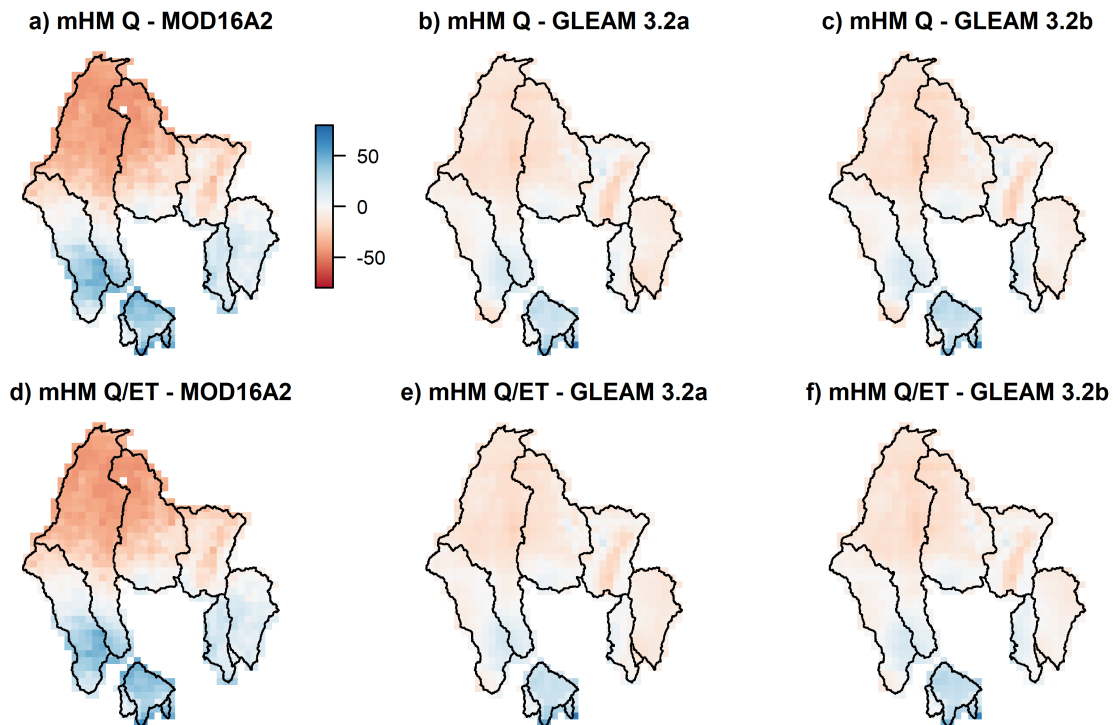 a) mHM Q - MOD16A2
b) mHM Q - GLEAM 3.2a
c) mHM Q - GLEAM 3.2b
50
0
-50
d) mHM Q/ET - MOD16A2
e) mHM Q/ET - GLEAM 3.2a
f) mHM Q/ET - GLEAM 3.2b